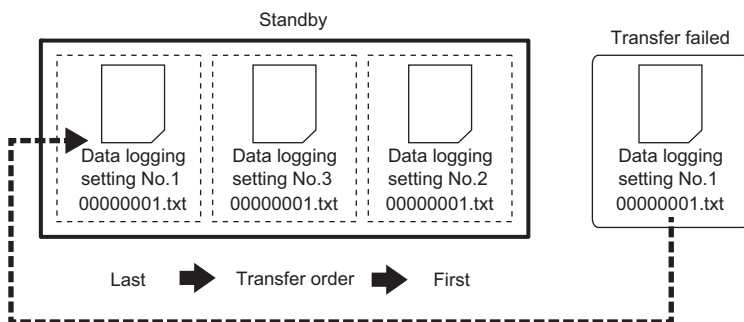 Standby
Transfer failed
Data logging
setting No.1
00000001.txt
Data logging
setting No.3
00000001.txt
Data logging
setting No.2
00000001.txt
Data logging
setting No.1
00000001.txt
Last
Transfer order
First